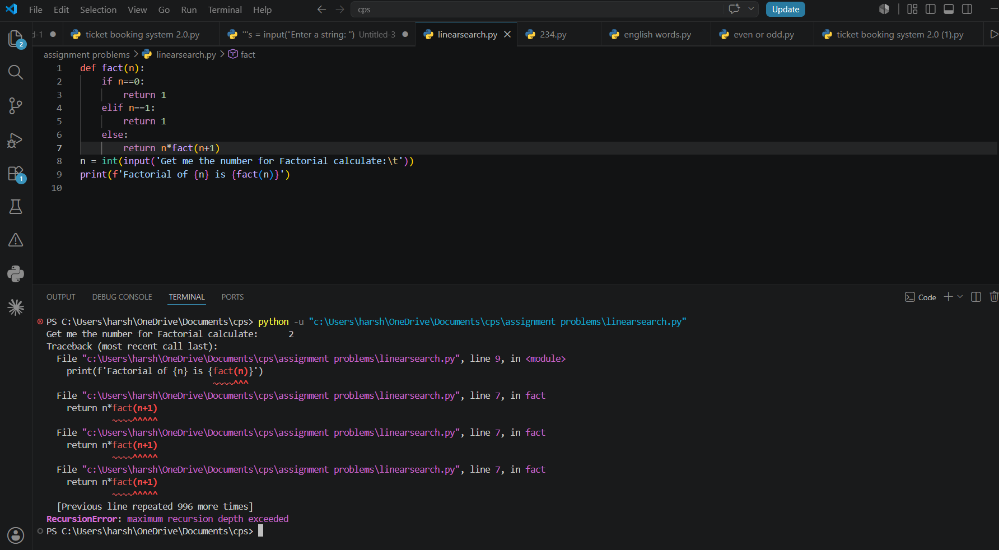 File Edit Selection View Go Run Terminal Help
cps
Update
d-1
ticket booking system 2.0.py
'''s = input("Enter a string: ") Untitled-3
linearsearch.py
234.py
english words.py
even or odd.py
ticket booking system 2.0 (1).py
assignment problems > linearsearch.py > fact
1 def fact(n):
2 if n==0:
3 return 1
4 elif n==1:
5 return 1
6 else:
7 return n*fact(n+1)
8 n = int(input('Get me the number for Factorial calculate:\t'))
9 print(f'Factorial of {n} is {fact(n)}')
10
2
1
OUTPUT DEBUG CONSOLE TERMINAL PORTS
Code
PS C:\Users\harsh\OneDrive\Documents\cps> python -u "c:\Users\harsh\OneDrive\Documents\cps\assignment problems\linearsearch.py"
Get me the number for Factorial calculate: 2
Traceback (most recent call last):
File "c:\Users\harsh\OneDrive\Documents\cps\assignment problems\linearsearch.py", line 9, in <module>
print(f'Factorial of {n} is {fact(n)}')
~~~~^^^
File "c:\Users\harsh\OneDrive\Documents\cps\assignment problems\linearsearch.py", line 7, in fact
return n*fact(n+1)
~~~~^^^^^
File "c:\Users\harsh\OneDrive\Documents\cps\assignment problems\linearsearch.py", line 7, in fact
return n*fact(n+1)
~~~~^^^^^
File "c:\Users\harsh\OneDrive\Documents\cps\assignment problems\linearsearch.py", line 7, in fact
return n*fact(n+1)
~~~~^^^^^
[Previous line repeated 996 more times]
RecursionError: maximum recursion depth exceeded
PS C:\Users\harsh\OneDrive\Documents\cps>